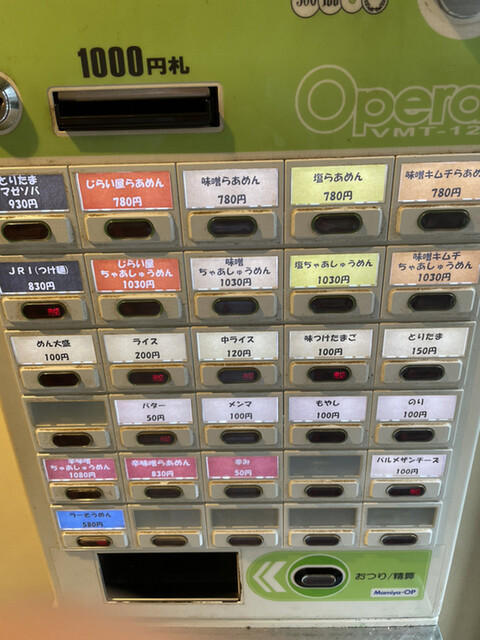 1000円札
Opera
VMT-12
とりたま
マゼソバ
930円
じらい屋らあめん
780円
味噌らあめん
780円
塩らあめん
780円
味噌キムチらあめ
780円
JRI(つけ麺)
830円
じらい屋
ちゃあしゅうめん
1030円
味噌
ちゃあしゅうめん
1030円
塩ちゃあしゅうめん
1030円
味噌キムチ
ちゃあしゅうめん
1030円
めん大盛
100円
ライス
200円
中ライス
120円
味つけたまご
100円
とりたま
150円
バター
50円
メンマ
100円
もやし
100円
のり
100円
辛味噌
ちゃあしゅうめん
1080円
辛味噌らあめん
830円
辛み
50円
パルメザンチーズ
100円
580円
おつり/精算
Mamiya-OP